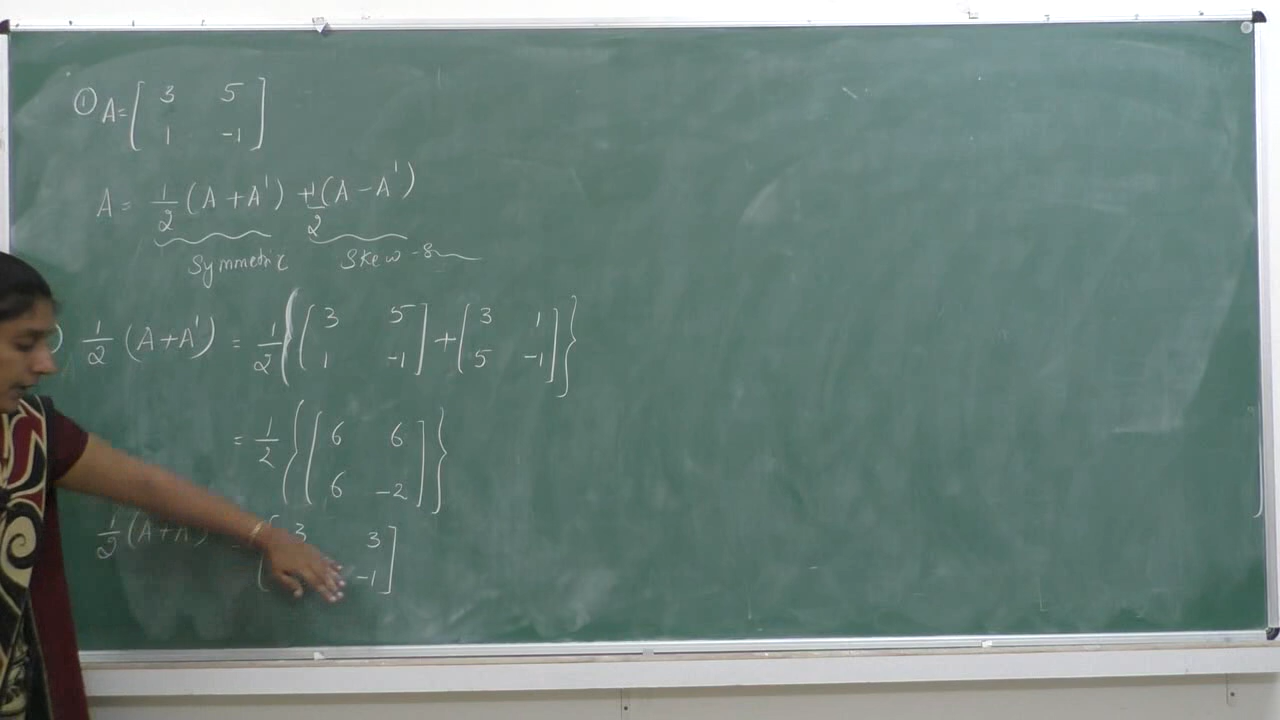 ① A = [ 3 5
1 -1 ]
A = 1/2 (A + A') + 1/2 (A - A')
Symmetric Skew-s
) 1/2 (A+A') = 1/2 { [ 3 5 + [ 3 1
1 -1 ] 5 -1 ] }
= 1/2 { [ 6 6
6 -2 ] }
1/2 (A+A') = [ 3 3
-1 ]